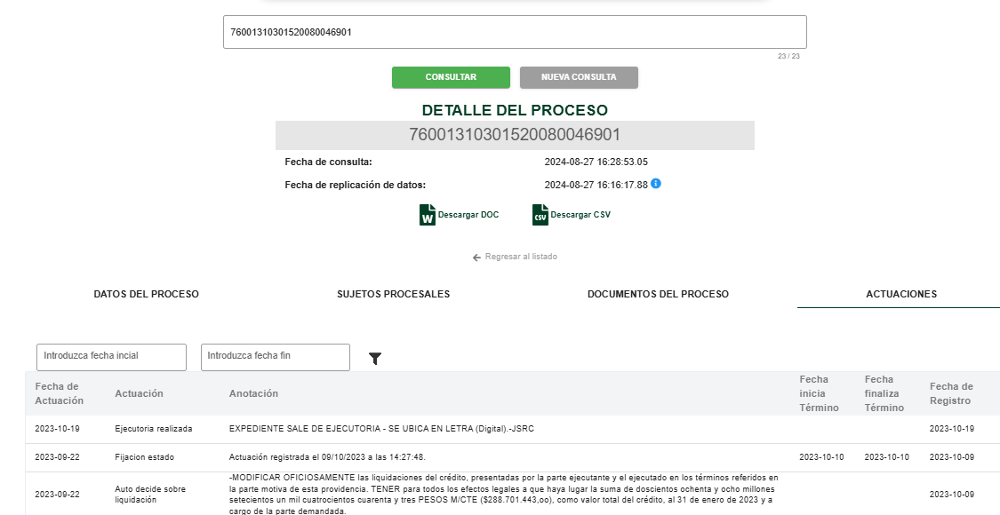 76001310301520080046901
23 / 23
CONSULTAR
NUEVA CONSULTA
DETALLE DEL PROCESO
76001310301520080046901
Fecha de consulta: 2024-08-27 16:28:53.05
Fecha de replicación de datos: 2024-08-27 16:16:17.88
Descargar DOC
Descargar CSV
Regresar al listado
DATOS DEL PROCESO
SUJETOS PROCESALES
DOCUMENTOS DEL PROCESO
ACTUACIONES
Introduzca fecha incial
Introduzca fecha fin
Fecha de
Actuación
Actuación
Anotación
Fecha
inicia
Término
Fecha
finaliza
Término
Fecha de
Registro
2023-10-19
Ejecutoria realizada
EXPEDIENTE SALE DE EJECUTORIA - SE UBICA EN LETRA (Digital).-JSRC
2023-10-19
2023-09-22
Fijacion estado
Actuación registrada el 09/10/2023 a las 14:27:48.
2023-10-10
2023-10-10
2023-10-09
2023-09-22
Auto decide sobre
liquidación
-MODIFICAR OFICIOSAMENTE las liquidaciones del crédito, presentadas por la parte ejecutante y el ejecutado en los términos referidos en
la parte motiva de esta providencia. TENER para todos los efectos legales a que haya lugar la suma de doscientos ochenta y ocho millones
setecientos un mil cuatrocientos cuarenta y tres PESOS M/CTE ($288.701.443,oo), como valor total del crédito, al 31 de enero de 2023 y a
cargo de la parte demandada.
2023-10-09